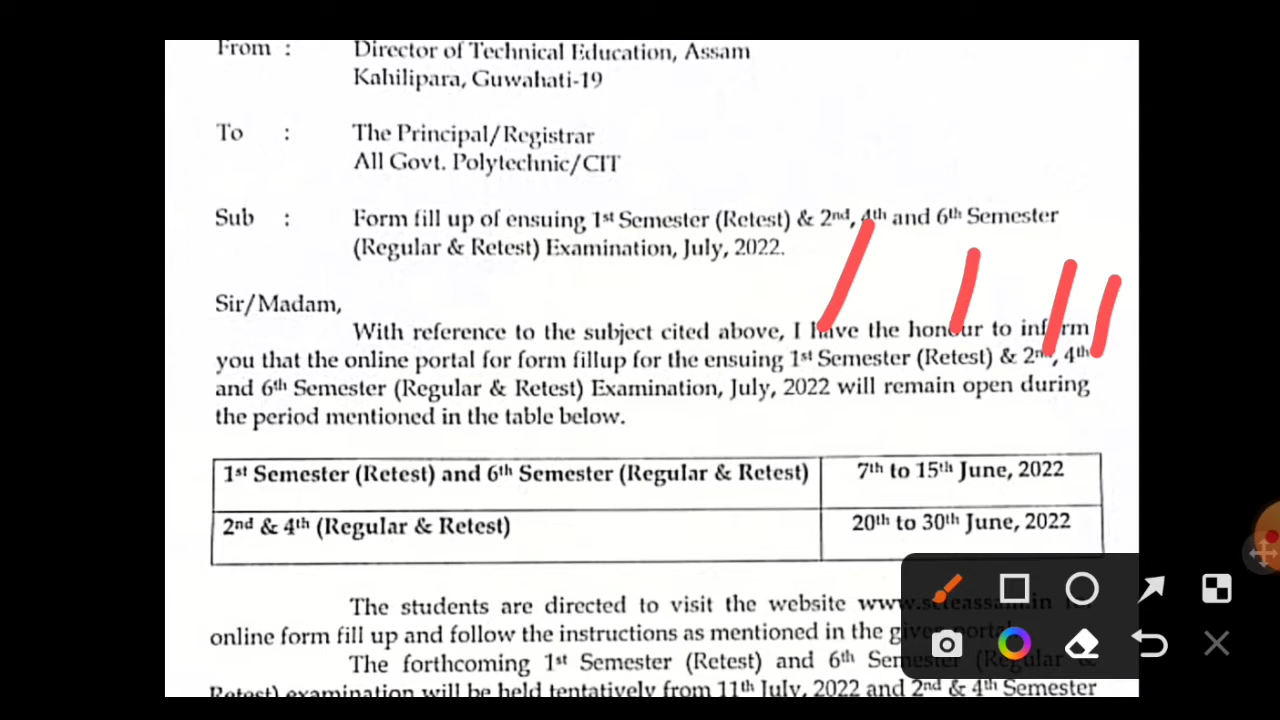 From :	Director of Technical Education, Assam
Kahilipara, Guwahati-19
To :	The Principal/Registrar
All Govt. Polytechnic/CIT
Sub :	Form fill up of ensuing 1st Semester (Retest) & 2nd, 4th and 6th Semester
(Regular & Retest) Examination, July, 2022.
Sir/Madam,
With reference to the subject cited above, I have the honour to inform
you that the online portal for form fillup for the ensuing 1st Semester (Retest) & 2nd, 4th
and 6th Semester (Regular & Retest) Examination, July, 2022 will remain open during
the period mentioned in the table below.
1st Semester (Retest) and 6th Semester (Regular & Retest)	7th to 15th June, 2022
2nd & 4th (Regular & Retest)	20th to 30th June, 2022
The students are directed to visit the website www.scteassam.in for
online form fill up and follow the instructions as mentioned in the given portal.
The forthcoming 1st Semester (Retest) and 6th Semester (Regular &
Retest) examination will be held tentatively from 11th July, 2022 and 2nd & 4th Semester